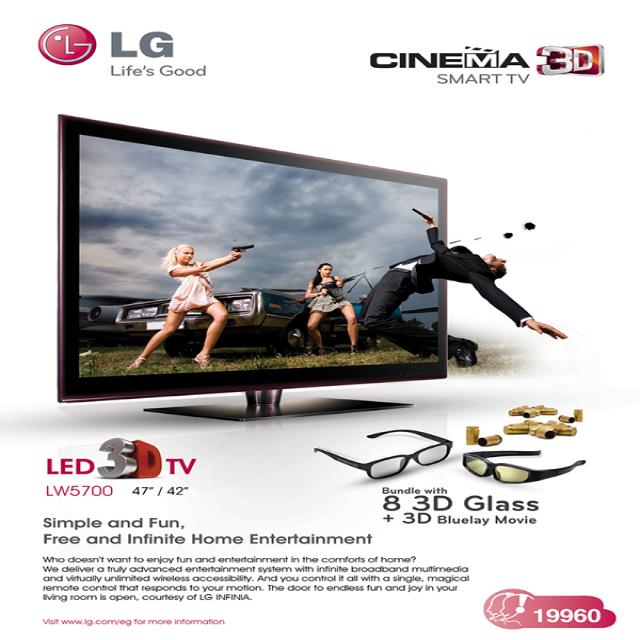 LG
Life's Good
CINEMA 3D
SMART TV
LED 3D TV
LW5700 47" / 42"
Bundle with
8 3D Glass
+ 3D Bluelay Movie
Simple and Fun,
Free and Infinite Home Entertainment
Who doesn't want to enjoy fun and entertainment in the comforts of home?
We deliver a truly advanced entertainment system with infinite broadband multimedia
and virtually unlimited wireless accessibility. And you control it all with a single, magical
remote control that responds to your motion. The door to endless fun and joy in your
living room is open, courtesy of LG INFINIA.
Visit www.lg.com/eg for more information
19960